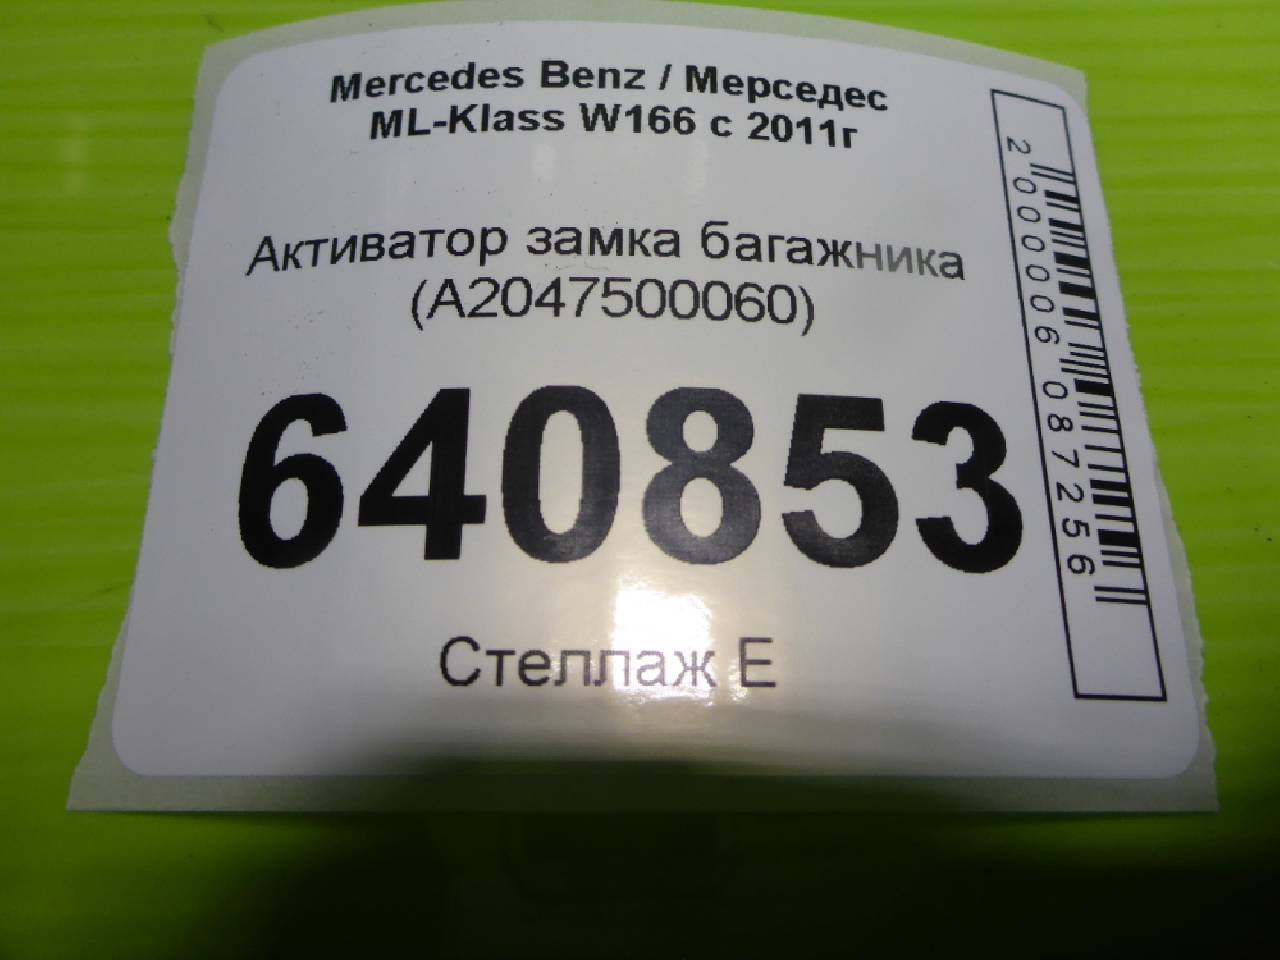 Mercedes Benz / Мерседес
ML-Klass W166 с 2011г
Активатор замка багажника
(A2047500060)
640853
Стеллаж Е
2000006087256